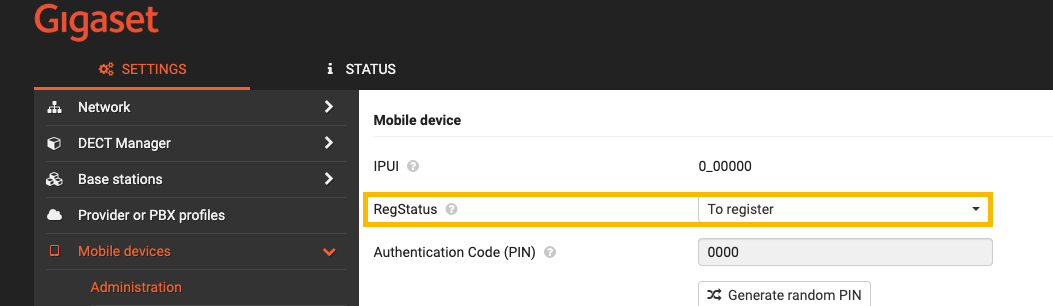 Gigaset
SETTINGS
STATUS
Network
DECT Manager
Base stations
Provider or PBX profiles
Mobile devices
Administration
Mobile device
IPUI ? 0_00000
RegStatus ? To register
Authentication Code (PIN) ? 0000
Generate random PIN